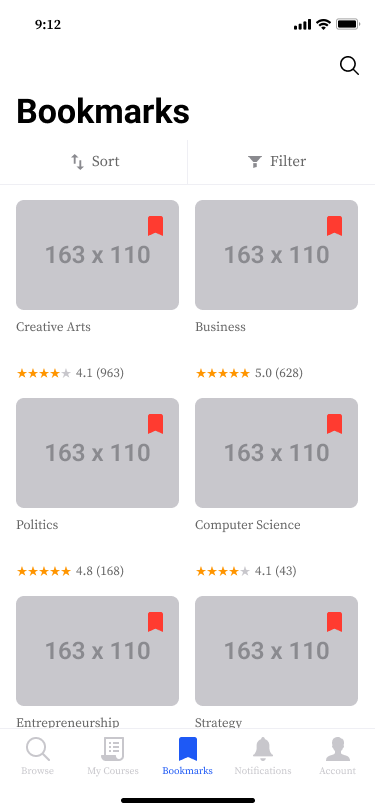 9:12
Bookmarks
Sort
Filter
163 x 110
163 x 110
Creative Arts
Business
4.1 (963)
5.0 (628)
163 x 110
163 x 110
Politics
Computer Science
4.8 (168)
4.1 (43)
163 x 110
163 x 110
Entrepreneurship
Strategy
Browse
My Courses
Bookmarks
Notifications
Account